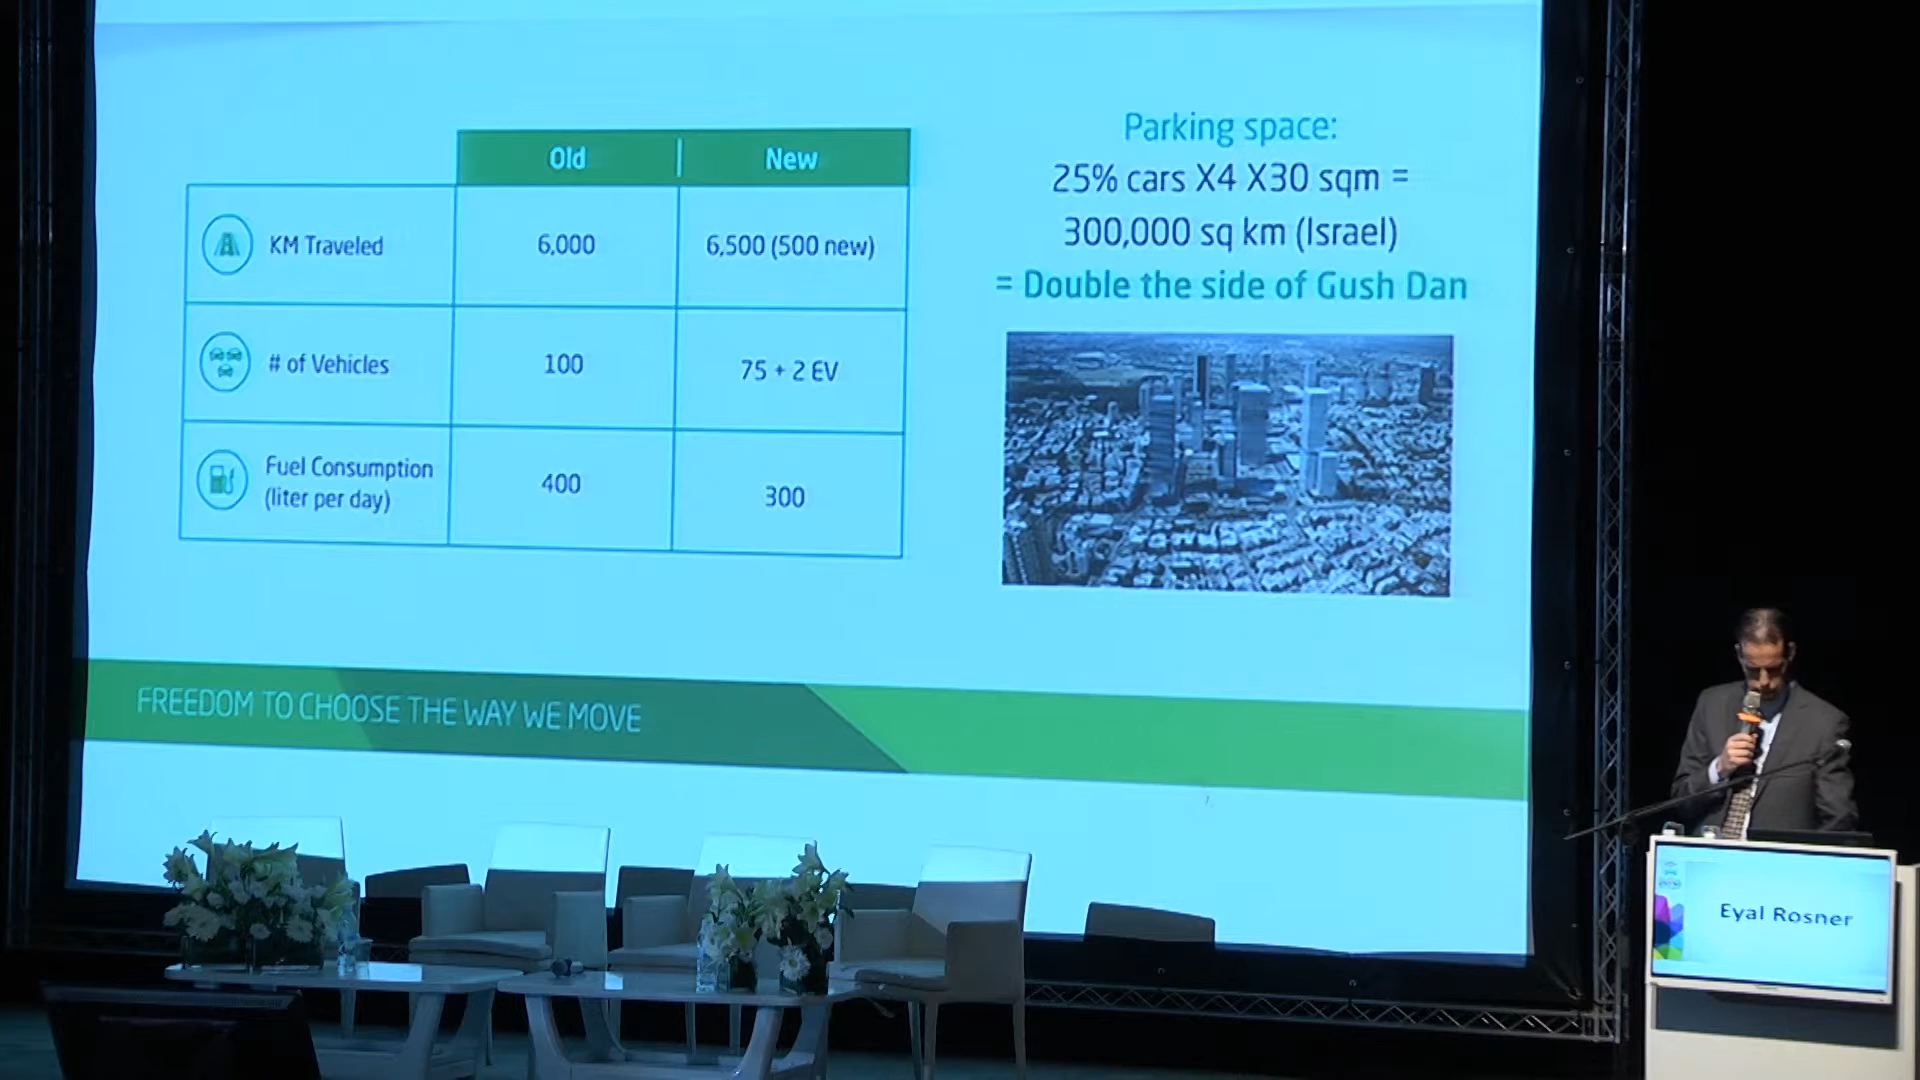 Old | New
KM Traveled 6,000 6,500 (500 new)
# of Vehicles 100 75 + 2 EV
Fuel Consumption
(liter per day) 400 300
Parking space:
25% cars X4 X30 sqm =
300,000 sq km (Israel)
= Double the side of Gush Dan
FREEDOM TO CHOOSE THE WAY WE MOVE
Eyal Rosner